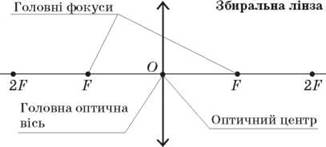 Головні фокуси
Збиральна лінза
O
2F F F 2F
Головна оптична
вісь
Оптичний центр